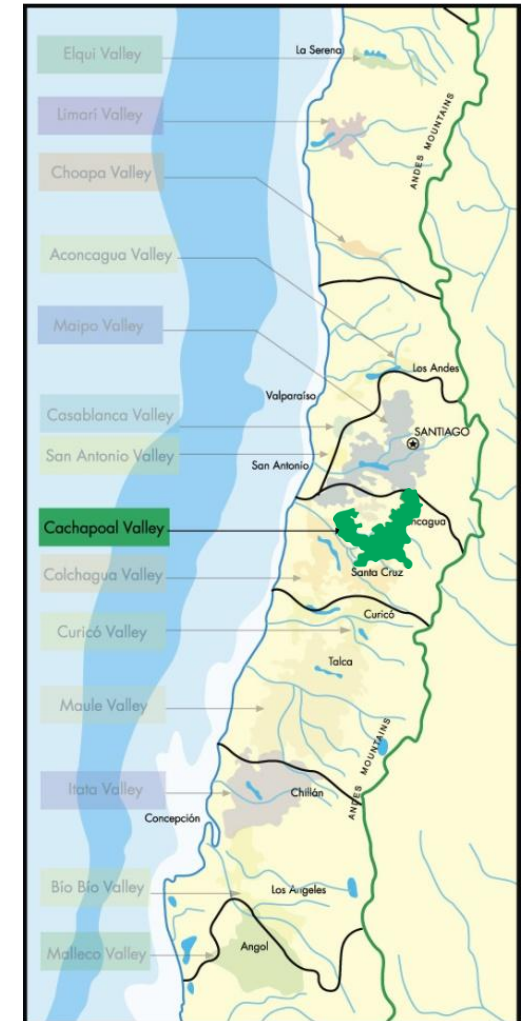 Elqui Valley
La Serena
Limarí Valley
ANDES MOUNTAINS
Choapa Valley
Aconcagua Valley
Maipo Valley
Los Andes
Valparaíso
Casablanca Valley
SANTIAGO
San Antonio Valley
San Antonio
Cachapoal Valley
ncagua
Colchagua Valley
Santa Cruz
Curicó
Curicó Valley
Talca
Maule Valley
ANDES MOUNTAINS
Itata Valley
Chillán
Concepción
Bío Bío Valley
Los Angeles
Angol
Malleco Valley